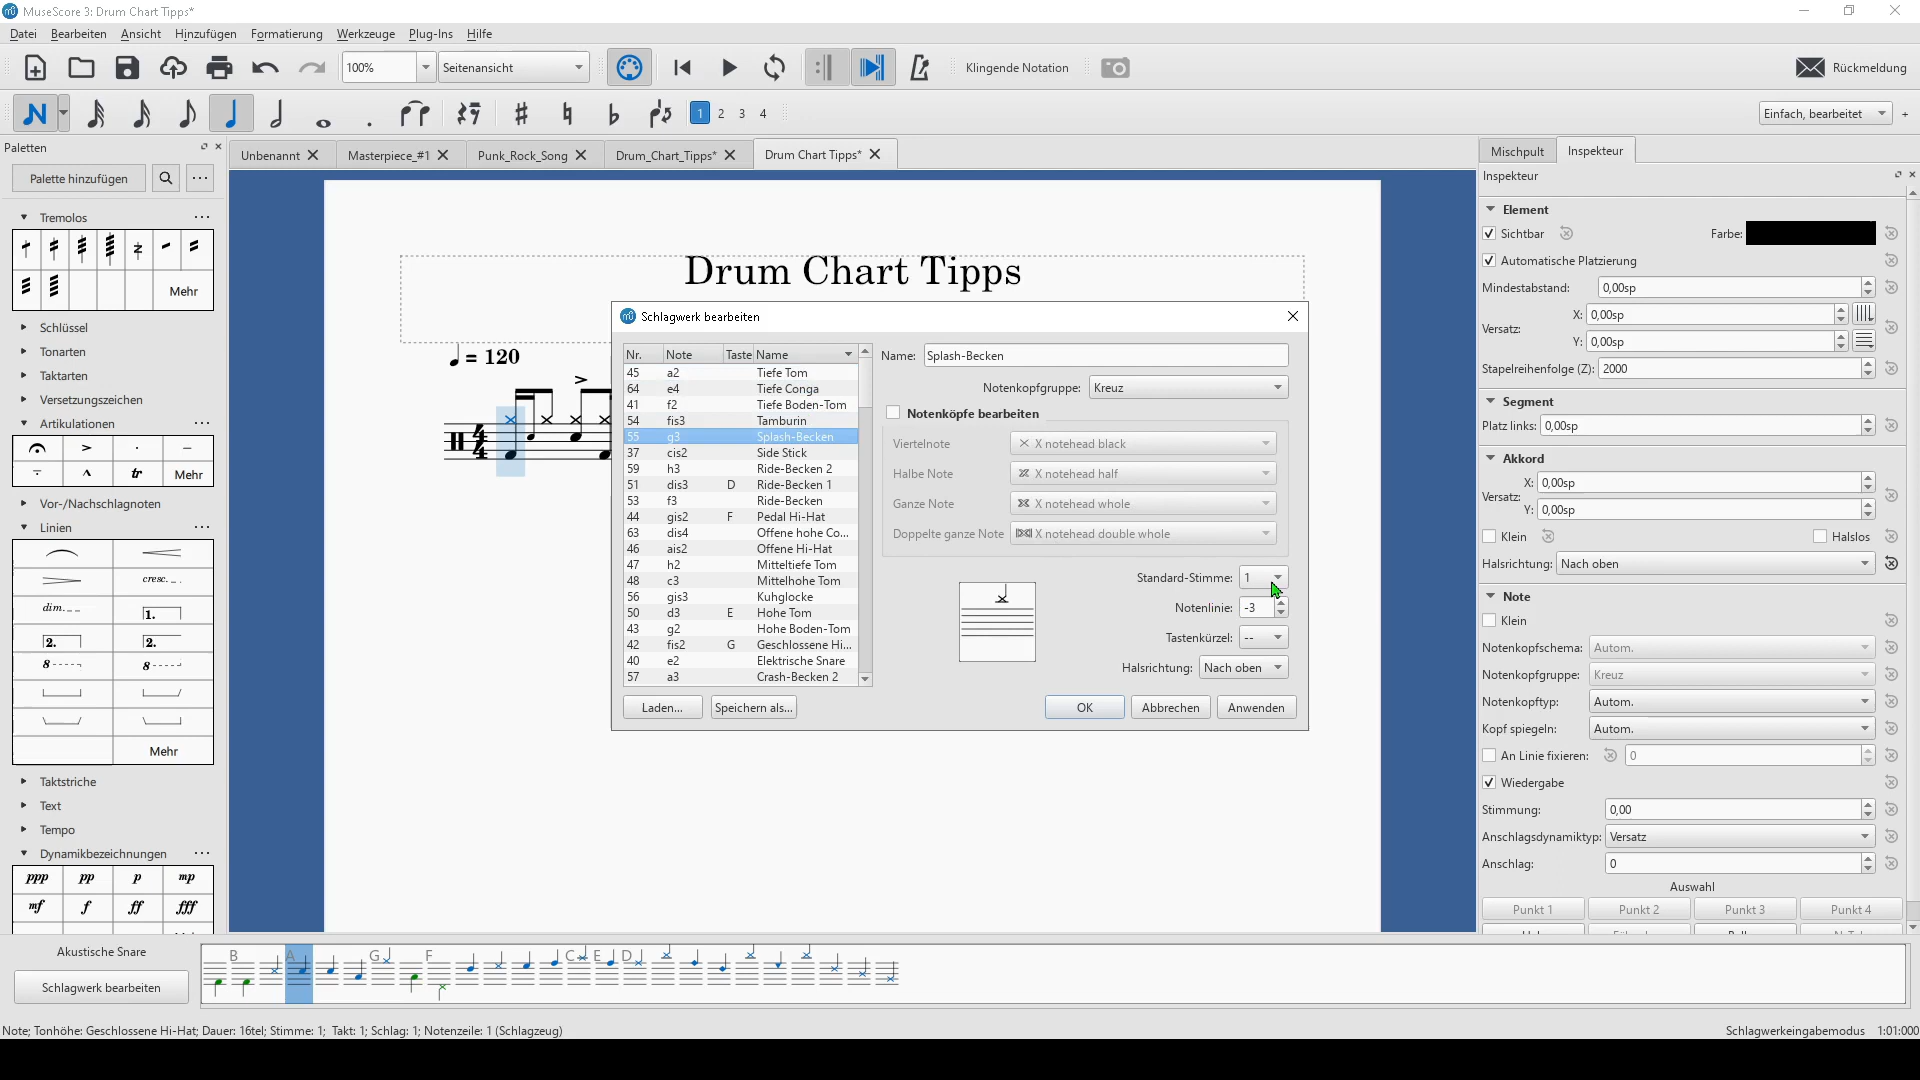 MuseScore 3: Drum Chart Tipps*
Datei Bearbeiten Ansicht Hinzufügen Formatierung Werkzeuge Plug-Ins Hilfe
100% Seitenansicht Klingende Notation Rückmeldung
1 2 3 4 Einfach, bearbeitet +
Paletten
Unbenannt Masterpiece_#1 Punk_Rock_Song Drum_Chart_Tipps* Drum Chart Tipps*
Mischpult Inspekteur
Palette hinzufügen ...
Tremolos ...
Mehr
Schlüssel
Tonarten
Taktarten
Versetzungszeichen
Artikulationen ...
tr Mehr
Vor-/Nachschlagnoten
Linien ...
cresc._.
dim._. 1.
2. 2.
8 8
Mehr
Taktstriche
Text
Tempo
Dynamikbezeichnungen ...
ppp pp p mp
mf f ff fff
Drum Chart Tipps
= 120
4
4
Schlagwerk bearbeiten
Nr. Note Taste Name
45 a2 Tiefe Tom
64 e4 Tiefe Conga
41 f2 Tiefe Boden-Tom
54 fis3 Tamburin
55 g3 Splash-Becken
37 cis2 Side Stick
59 h3 Ride-Becken 2
51 dis3 D Ride-Becken 1
53 f3 Ride-Becken
44 gis2 F Pedal Hi-Hat
63 dis4 Offene hohe Co...
46 ais2 Offene Hi-Hat
47 h2 Mitteltiefe Tom
48 c3 Mittelhohe Tom
56 gis3 Kuhglocke
50 d3 E Hohe Tom
43 g2 Hohe Boden-Tom
42 fis2 G Geschlossene Hi...
40 e2 Elektrische Snare
57 a3 Crash-Becken 2
Laden... Speichern als...
Name: Splash-Becken
Notenkopfgruppe: Kreuz
Notenköpfe bearbeiten
Viertelnote X notehead black
Halbe Note X notehead half
Ganze Note X notehead whole
Doppelte ganze Note X notehead double whole
Standard-Stimme: 1
Notenlinie: -3
Tastenkürzel: --
Halsrichtung: Nach oben
OK Abbrechen Anwenden
Inspekteur
Element
Sichtbar Farbe:
Automatische Platzierung
Mindestabstand: 0,00sp
Versatz: X: 0,00sp
Y: 0,00sp
Stapelreihenfolge (Z): 2000
Segment
Platz links: 0,00sp
Akkord
Versatz: X: 0,00sp
Y: 0,00sp
Klein Halslos
Halsrichtung: Nach oben
Note
Klein
Notenkopfschema: Autom.
Notenkopfgruppe: Kreuz
Notenkopftyp: Autom.
Kopf spiegeln: Autom.
An Linie fixieren: 0
Wiedergabe
Stimmung: 0,00
Anschlagsdynamiktyp: Versatz
Anschlag: 0
Auswahl
Punkt 1 Punkt 2 Punkt 3 Punkt 4
Akustische Snare
Schlagwerk bearbeiten
B A G F C E D
Note; Tonhöhe: Geschlossene Hi-Hat; Dauer: 16tel; Stimme: 1; Takt: 1; Schlag: 1; Notenzeile: 1 (Schlagzeug)
Schlagwerkeingabemodus 1:01:000